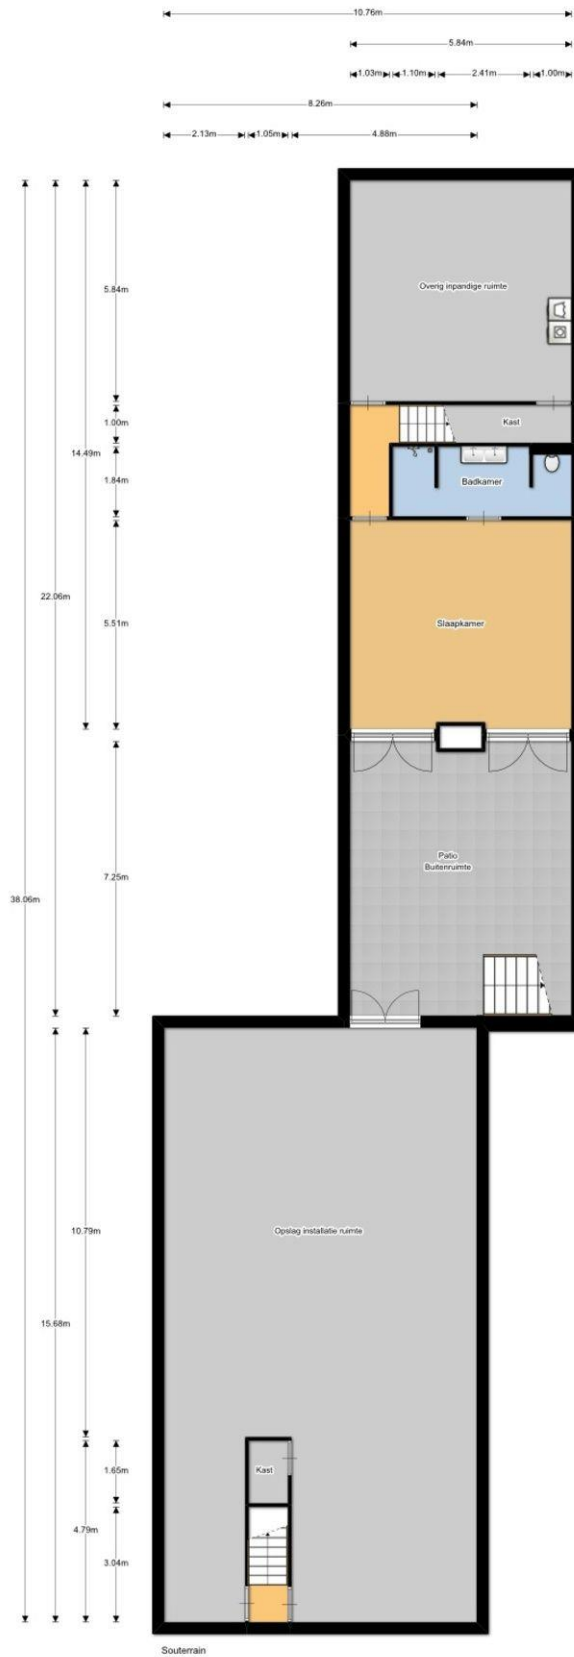 10.76m
5.84m
1.03m 1.10m 2.41m 1.00m
8.26m
2.13m 1.05m 4.88m
5.84m
Overig inpandige ruimte
1.00m
Kast
14.49m
1.84m
Badkamer
22.06m
5.51m
Slaapkamer
Patio
Buitenruimte
7.25m
38.06m
10.79m
Opslag installatie ruimte
15.68m
1.65m
Kast
4.79m
3.04m
Souterrain